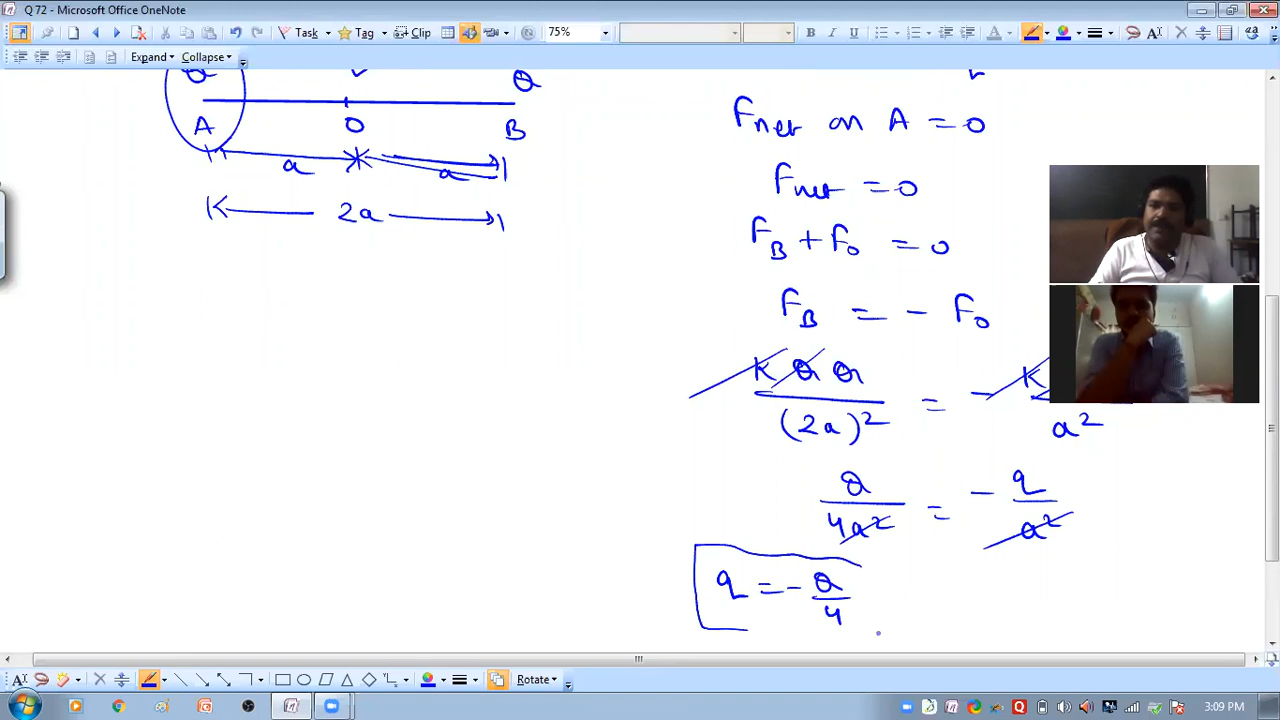 Q 72 - Microsoft Office OneNote
Task
Tag
Clip
75%
Expand
Collapse
Q
Q
A
O
B
a
a
2a
Fnet on A = 0
Fnet = 0
FB + FO = 0
FB = - FO
K Q Q / (2a)² = - K / a²
Q / 4a² = - q / a²
q = - Q / 4
Rotate
3:09 PM